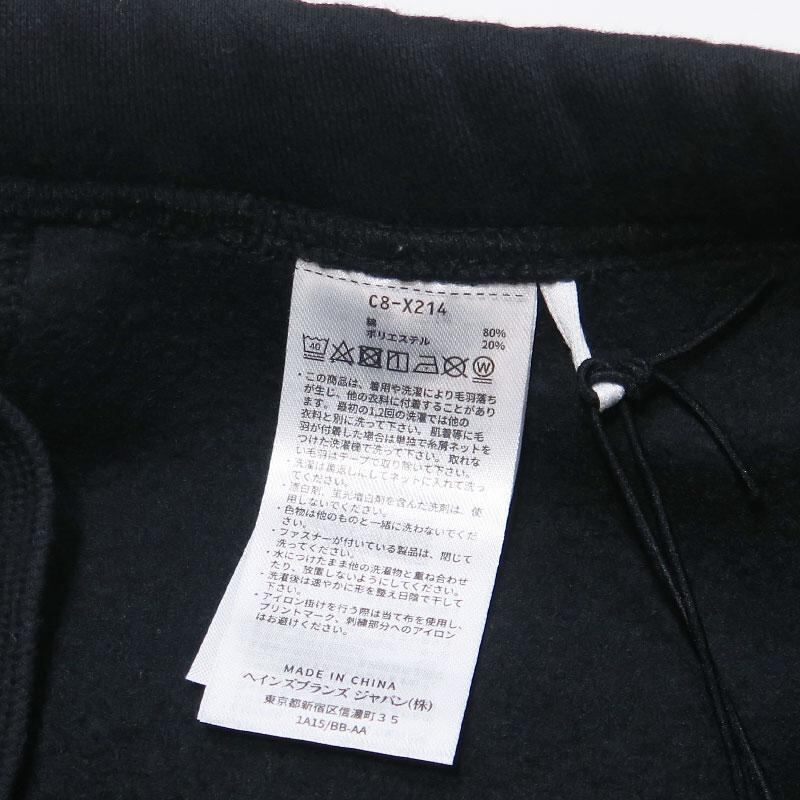 C8-X214
綿 80%
ポリエステル 20%
40 W
・この商品は、着用や洗濯により毛羽落ち
が生じ、他の衣料に付着することがあり
ます。最初の1,2回の洗濯では他の
衣料と別に洗って下さい。肌着等に毛
羽が付着した場合は単独で糸屑ネットを
つけた洗濯機で洗って下さい。取れな
い毛羽はテープで取り除いて下さい。
・洗濯は裏返しにしてネットに入れて洗っ
てください。
・漂白剤、蛍光増白剤を含んだ洗剤は、使
用しないでください。
・色物は他のものと一緒に洗わないでくだ
さい。
・ファスナーが付いている製品は、閉じて
洗ってください。
・水につけたまま他の洗濯物と重ね合わせ
たり、放置しないようにしてください。
・洗濯後は速やかに形を整え日陰で干して
下さい。
・アイロン掛けを行う際は当て布を使用し、
プリントマーク、刺繍部分へのアイロン
はお避けください。
MADE IN CHINA
ヘインズブランズ ジャパン(株)
東京都新宿区信濃町35
1A15/BB-AA